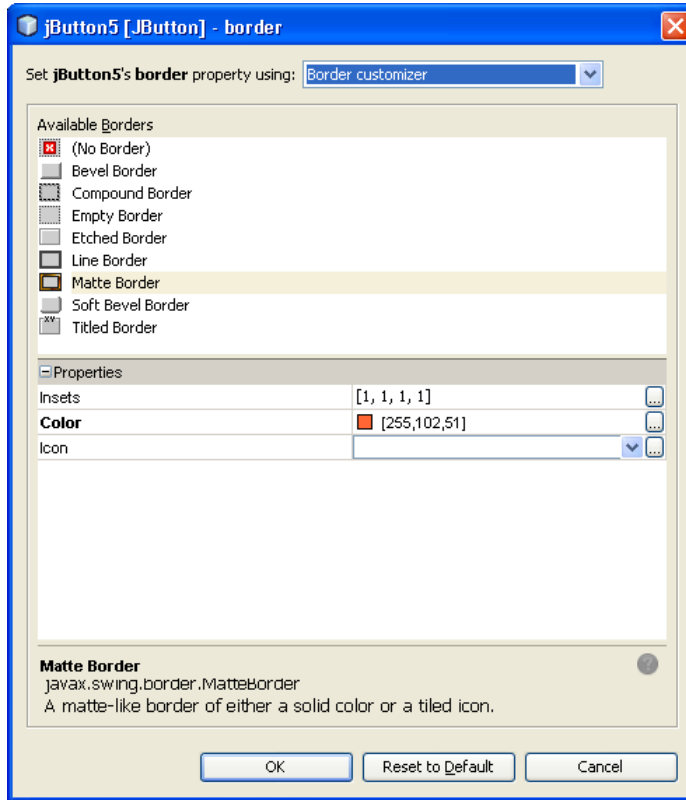 jButton5 [JButton] - border
Set jButton5's border property using: Border customizer
Available Borders
(No Border)
Bevel Border
Compound Border
Empty Border
Etched Border
Line Border
Matte Border
Soft Bevel Border
XY Titled Border
Properties
Insets [1, 1, 1, 1] ...
Color [255,102,51] ...
Icon ...
Matte Border ?
javax.swing.border.MatteBorder
A matte-like border of either a solid color or a tiled icon.
OK Reset to Default Cancel